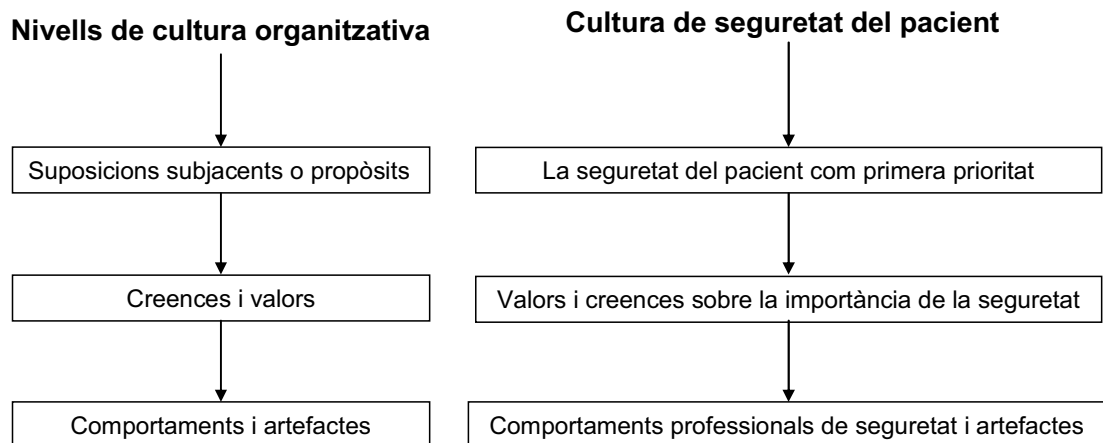 Nivells de cultura organitzativa
Cultura de seguretat del pacient
Suposicions subjacents o propòsits
La seguretat del pacient com primera prioritat
Creences i valors
Valors i creences sobre la importància de la seguretat
Comportaments i artefactes
Comportaments professionals de seguretat i artefactes